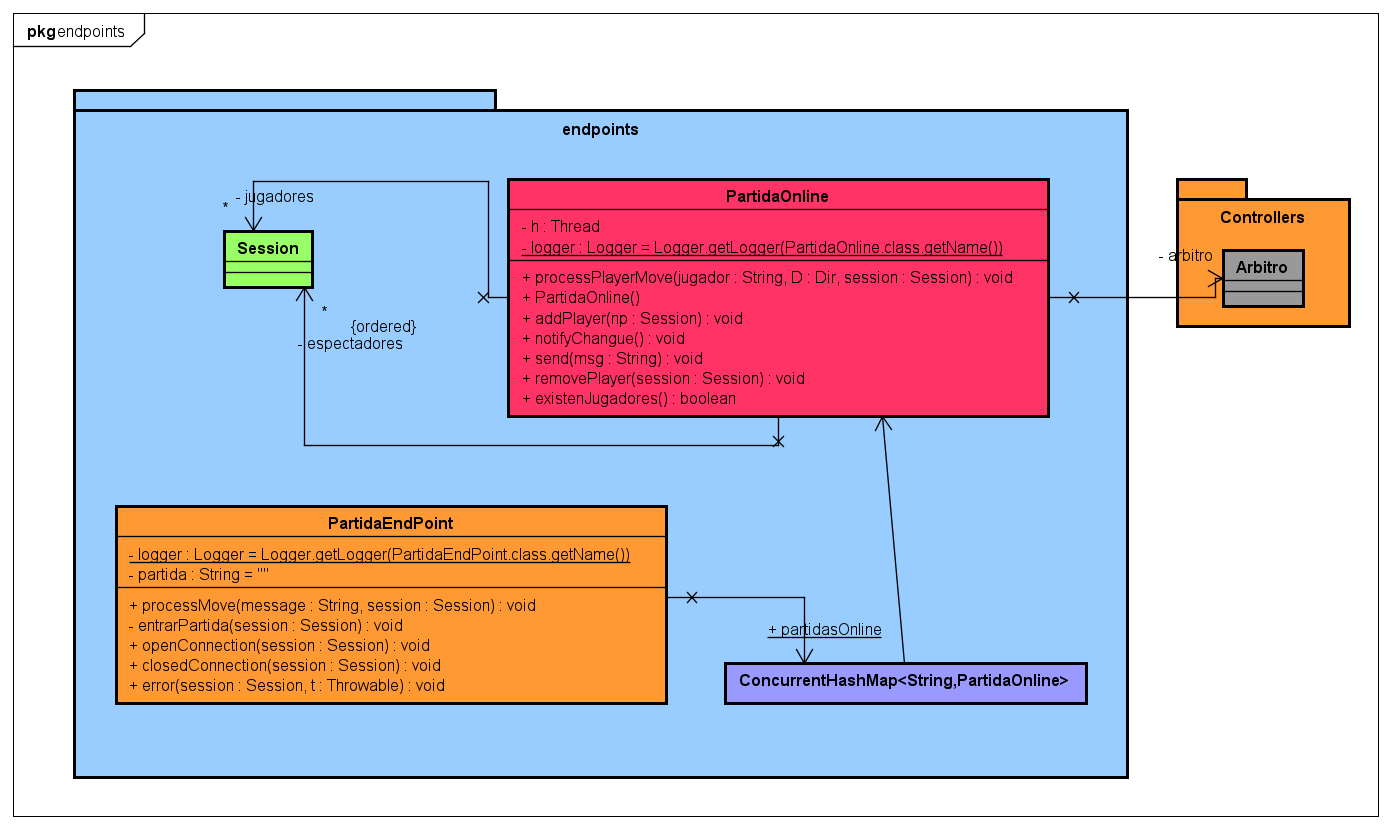 pkg endpoints
endpoints
- jugadores
*
Session
*
{ordered}
- espectadores
PartidaOnline
- h : Thread
- logger : Logger = Logger.getLogger(PartidaOnline.class.getName())
+ processPlayerMove(jugador : String, D : Dir, session : Session) : void
+ PartidaOnline()
+ addPlayer(np : Session) : void
+ notifyChangue() : void
+ send(msg : String) : void
+ removePlayer(session : Session) : void
+ existenJugadores() : boolean
Controllers
- arbitro
Arbitro
PartidaEndPoint
- logger : Logger = Logger.getLogger(PartidaEndPoint.class.getName())
- partida : String = ""
+ processMove(message : String, session : Session) : void
- entrarPartida(session : Session) : void
+ openConnection(session : Session) : void
+ closedConnection(session : Session) : void
+ error(session : Session, t : Throwable) : void
+ partidasOnline
ConcurrentHashMap<String,PartidaOnline>